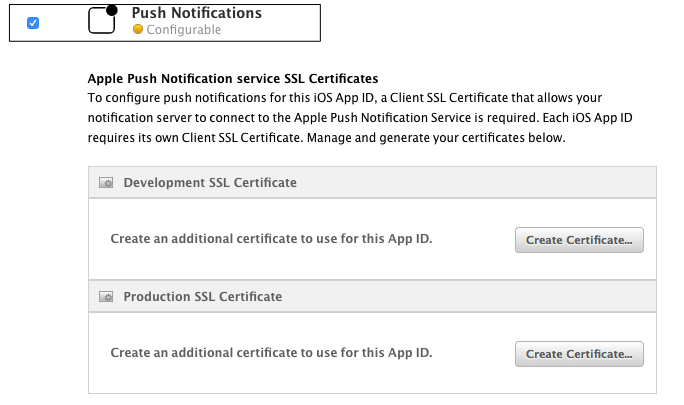 Push Notifications
Configurable
Apple Push Notification service SSL Certificates
To configure push notifications for this iOS App ID, a Client SSL Certificate that allows your
notification server to connect to the Apple Push Notification Service is required. Each iOS App ID
requires its own Client SSL Certificate. Manage and generate your certificates below.
Development SSL Certificate
Create an additional certificate to use for this App ID.
Create Certificate...
Production SSL Certificate
Create an additional certificate to use for this App ID.
Create Certificate...